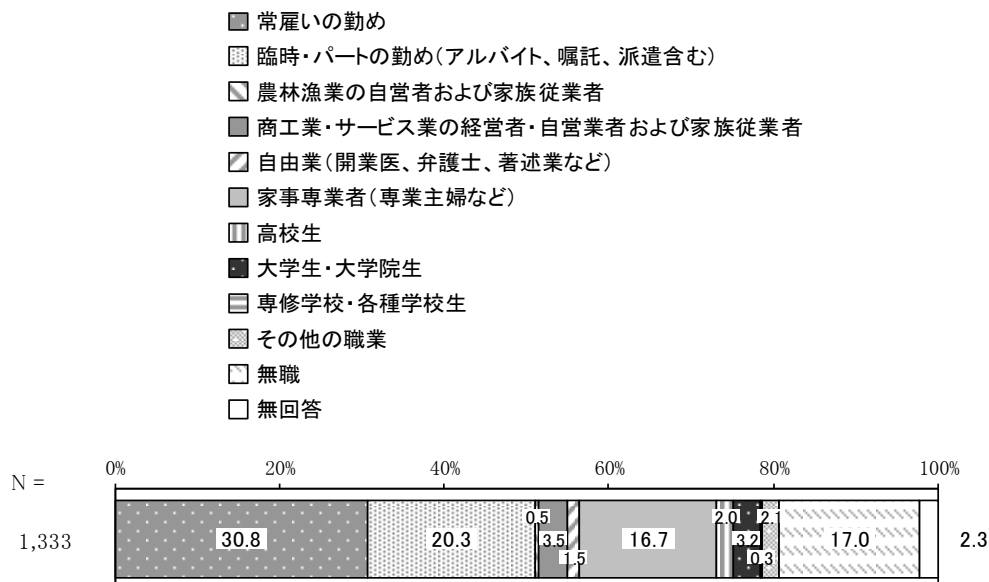 常雇いの勤め
臨時・パートの勤め(アルバイト、嘱託、派遣含む)
農林漁業の自営者および家族従業者
商工業・サービス業の経営者・自営業者および家族従業者
自由業(開業医、弁護士、著述業など)
家事専業者(専業主婦など)
高校生
大学生・大学院生
専修学校・各種学校生
その他の職業
無職
無回答
0% 20% 40% 60% 80% 100%
N =
1,333 30.8 20.3 0.5 3.5 1.5 16.7 2.0 3.2 0.3 2.1 17.0 2.3